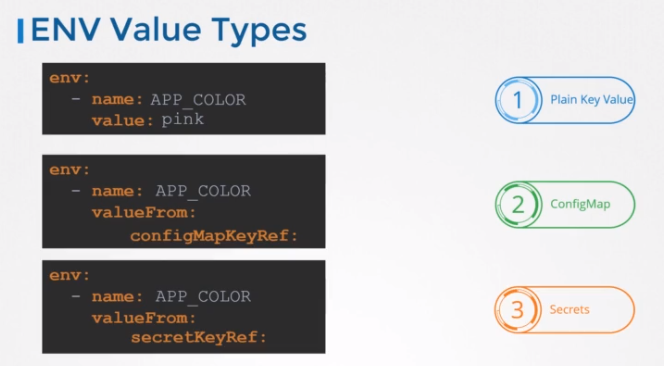 ENV Value Types
env:
- name: APP_COLOR
value: pink
1 Plain Key Value
env:
- name: APP_COLOR
valueFrom:
configMapKeyRef:
2 ConfigMap
env:
- name: APP_COLOR
valueFrom:
secretKeyRef:
3 Secrets